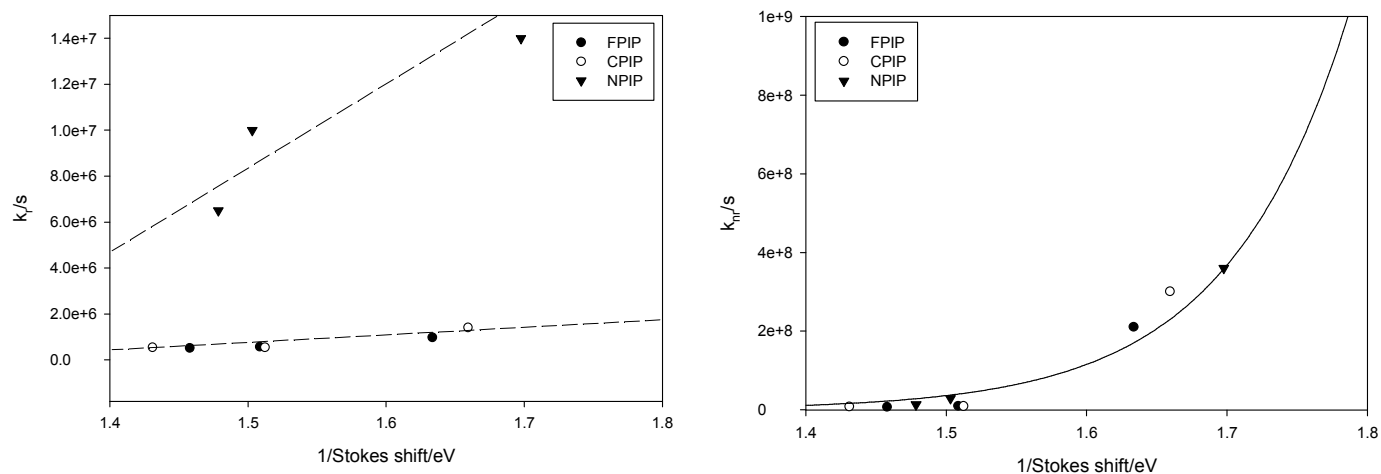 1.4e+7
1.2e+7
1.0e+7
8.0e+6
6.0e+6
4.0e+6
2.0e+6
0.0
kr/s
1.4 1.5 1.6 1.7 1.8
1/Stokes shift/eV
FPIP
CPIP
NPIP
1e+9
8e+8
6e+8
4e+8
2e+8
0
knr/s
1.4 1.5 1.6 1.7 1.8
1/Stokes shift/eV
FPIP
CPIP
NPIP